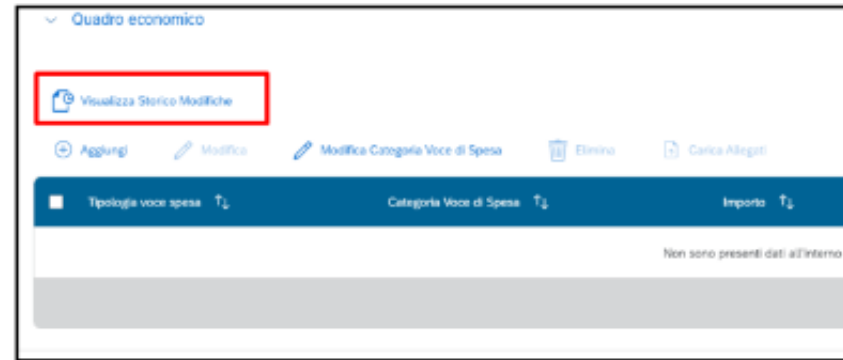 Quadro economico
Visualizza Storico Modifiche
Aggiungi Modifica Modifica Categoria Voce di Spesa Elimina Carica Allegati
Tipologia voce spesa Categoria Voce di Spesa Importo
Non sono presenti dati all'interno